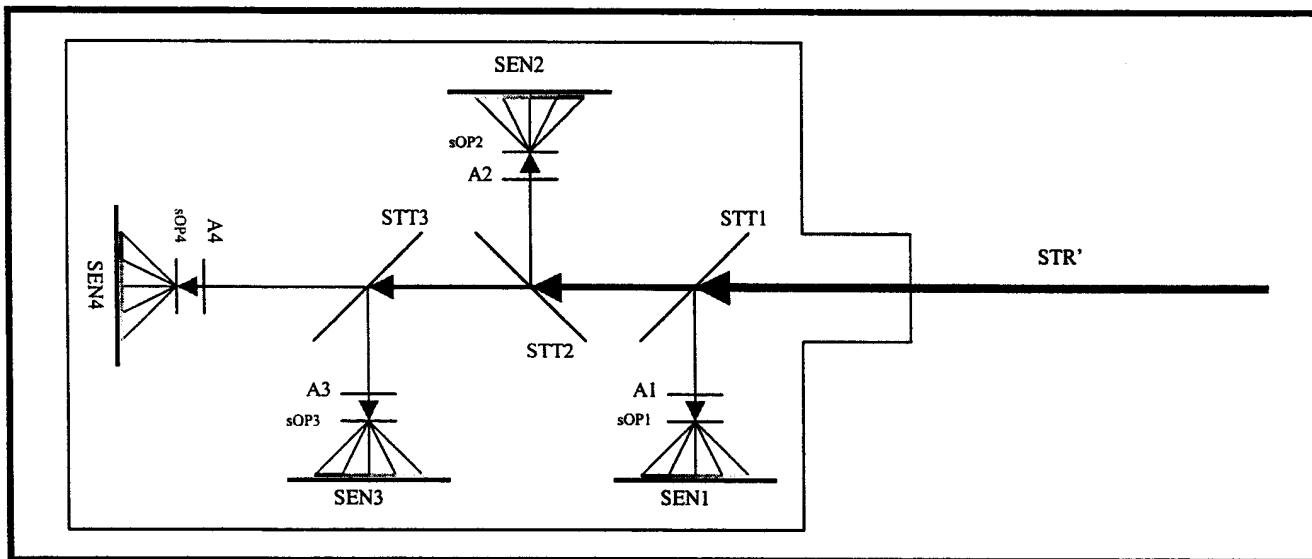 SEN2
sOP2
A2
STT3
STT1
STR'
A4
sOP4
SEN4
STT2
A3
A1
sOP3
sOP1
SEN3
SEN1